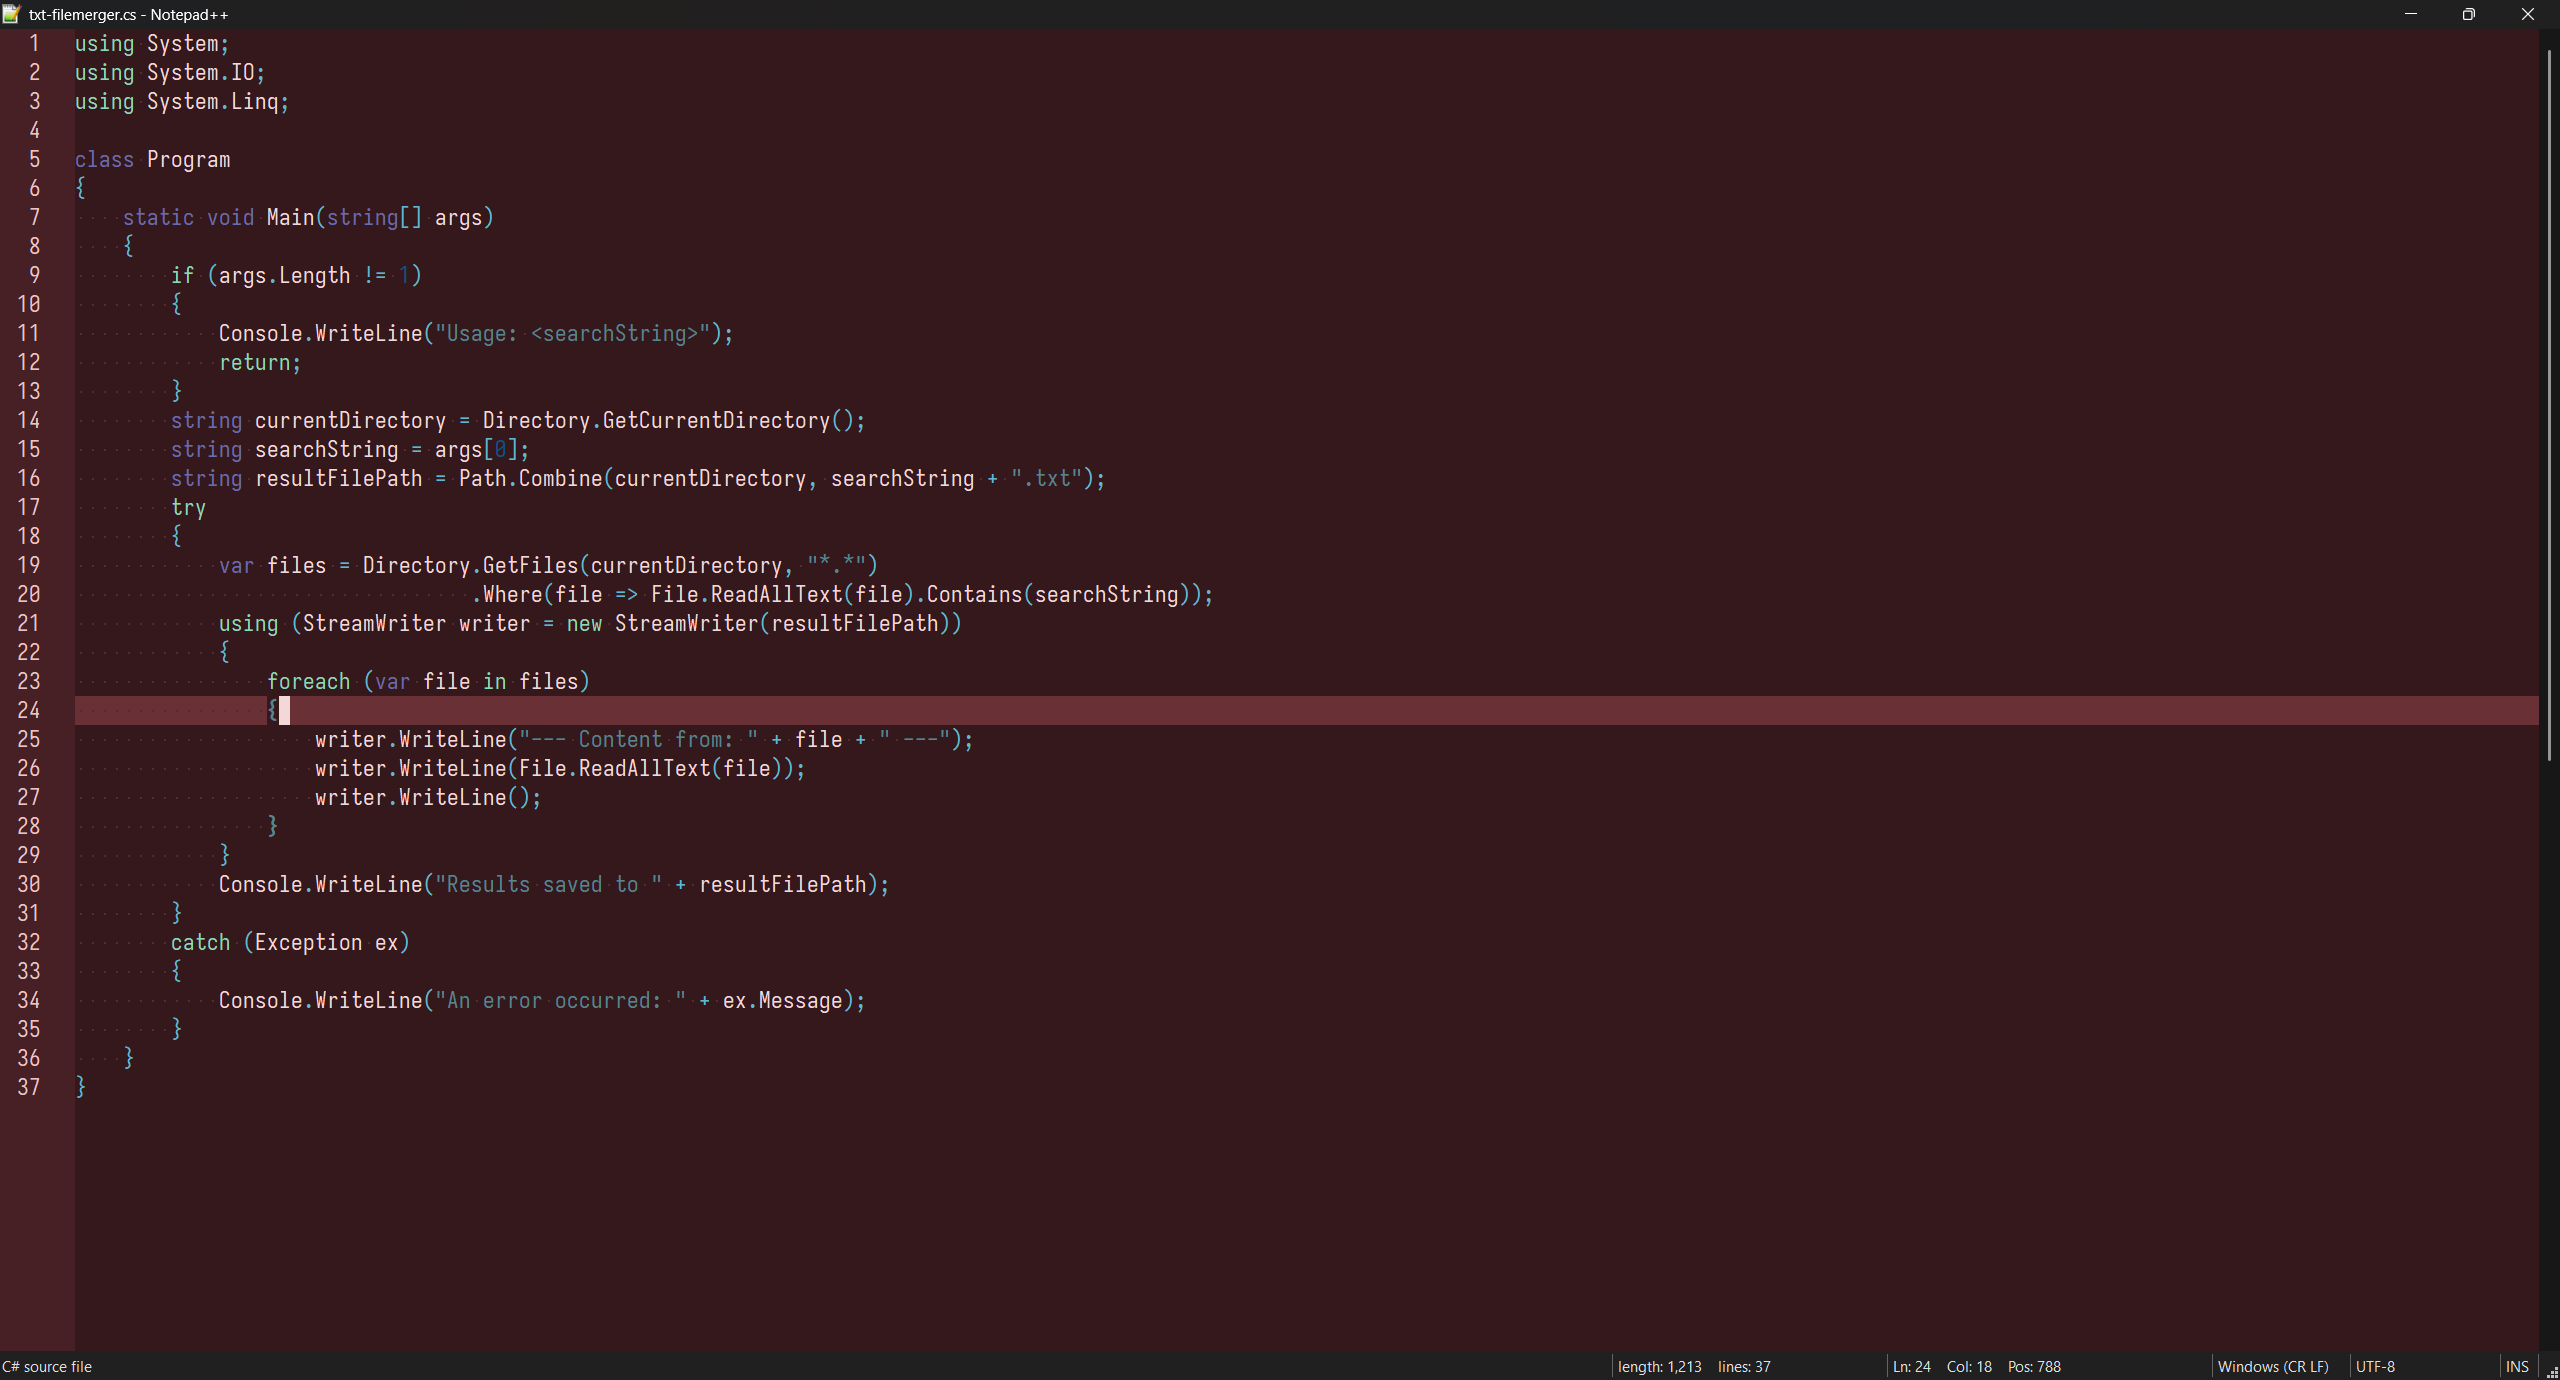 txt-filemerger.cs - Notepad++
1 using System;
2 using System.IO;
3 using System.Linq;
4
5 class Program
6 {
7     static void Main(string[] args)
8     {
9         if (args.Length != 1)
10         {
11             Console.WriteLine("Usage: <searchString>");
12             return;
13         }
14         string currentDirectory = Directory.GetCurrentDirectory();
15         string searchString = args[0];
16         string resultFilePath = Path.Combine(currentDirectory, searchString + ".txt");
17         try
18         {
19             var files = Directory.GetFiles(currentDirectory, "*.*")
20                                  .Where(file => File.ReadAllText(file).Contains(searchString));
21             using (StreamWriter writer = new StreamWriter(resultFilePath))
22             {
23                 foreach (var file in files)
24                 {
25                     writer.WriteLine("--- Content from: " + file + " ---");
26                     writer.WriteLine(File.ReadAllText(file));
27                     writer.WriteLine();
28                 }
29             }
30             Console.WriteLine("Results saved to " + resultFilePath);
31         }
32         catch (Exception ex)
33         {
34             Console.WriteLine("An error occurred: " + ex.Message);
35         }
36     }
37 }
C# source file length: 1,213 lines: 37 Ln: 24 Col: 18 Pos: 788 Windows (CR LF) UTF-8 INS